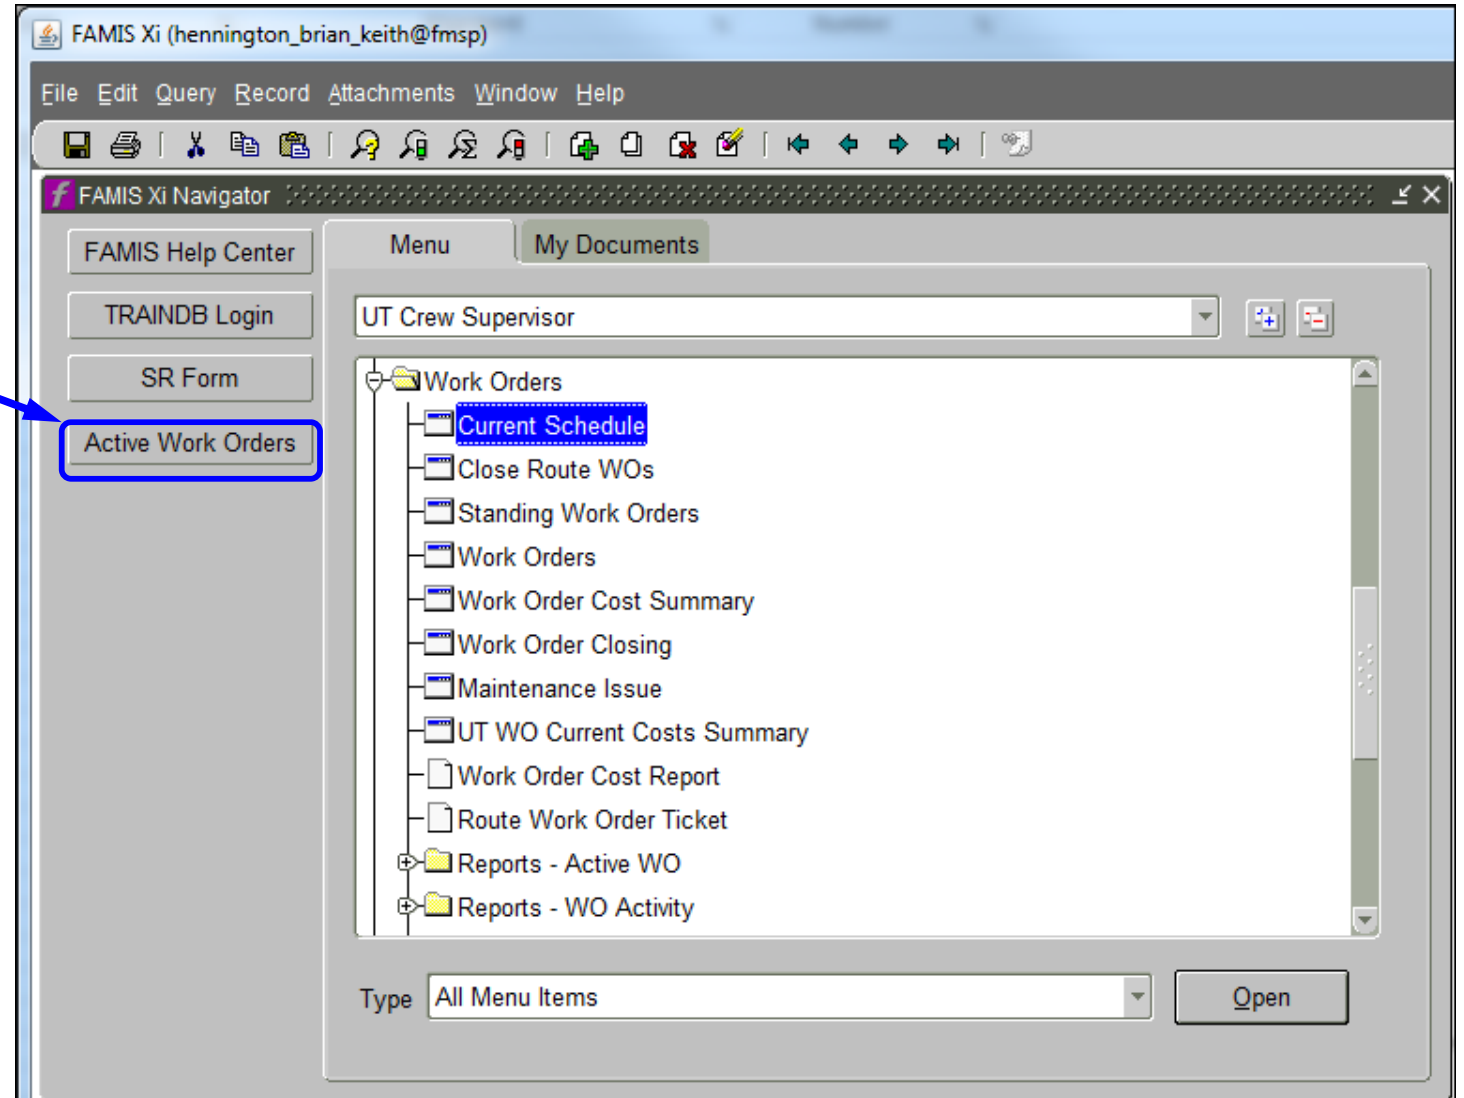 FAMIS Xi (hennington_brian_keith@fmsp)
File Edit Query Record Attachments Window Help
FAMIS Xi Navigator
FAMIS Help Center
TRAINDB Login
SR Form
Active Work Orders
Menu My Documents
UT Crew Supervisor
Work Orders
Current Schedule
Close Route WOs
Standing Work Orders
Work Orders
Work Order Cost Summary
Work Order Closing
Maintenance Issue
UT WO Current Costs Summary
Work Order Cost Report
Route Work Order Ticket
Reports - Active WO
Reports - WO Activity
Type All Menu Items Open